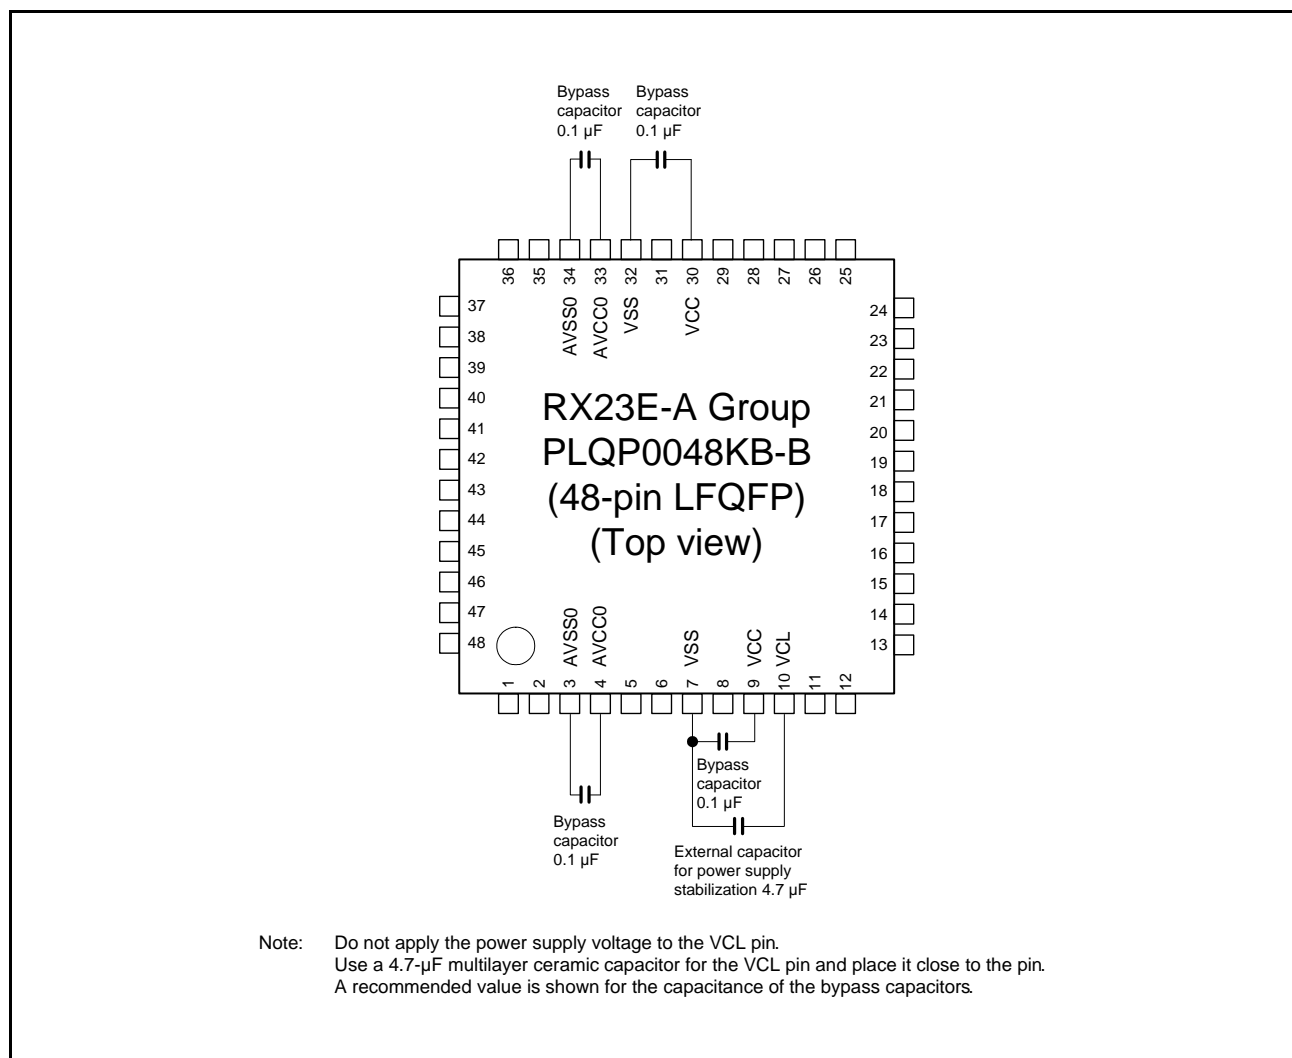 Bypass
capacitor
0.1 µF
Bypass
capacitor
0.1 µF
36
35
34
33
32
31
30
29
28
27
26
25
AVSS0
AVCC0
VSS
VCC
37
38
39
40
41
42
43
44
45
46
47
48
24
23
22
21
20
19
18
17
16
15
14
13
RX23E-A Group
PLQP0048KB-B
(48-pin LFQFP)
(Top view)
AVSS0
AVCC0
VSS
VCC
VCL
1
2
3
4
5
6
7
8
9
10
11
12
Bypass
capacitor
0.1 µF
Bypass
capacitor
0.1 µF
External capacitor
for power supply
stabilization 4.7 µF
Note: Do not apply the power supply voltage to the VCL pin.
Use a 4.7-µF multilayer ceramic capacitor for the VCL pin and place it close to the pin.
A recommended value is shown for the capacitance of the bypass capacitors.